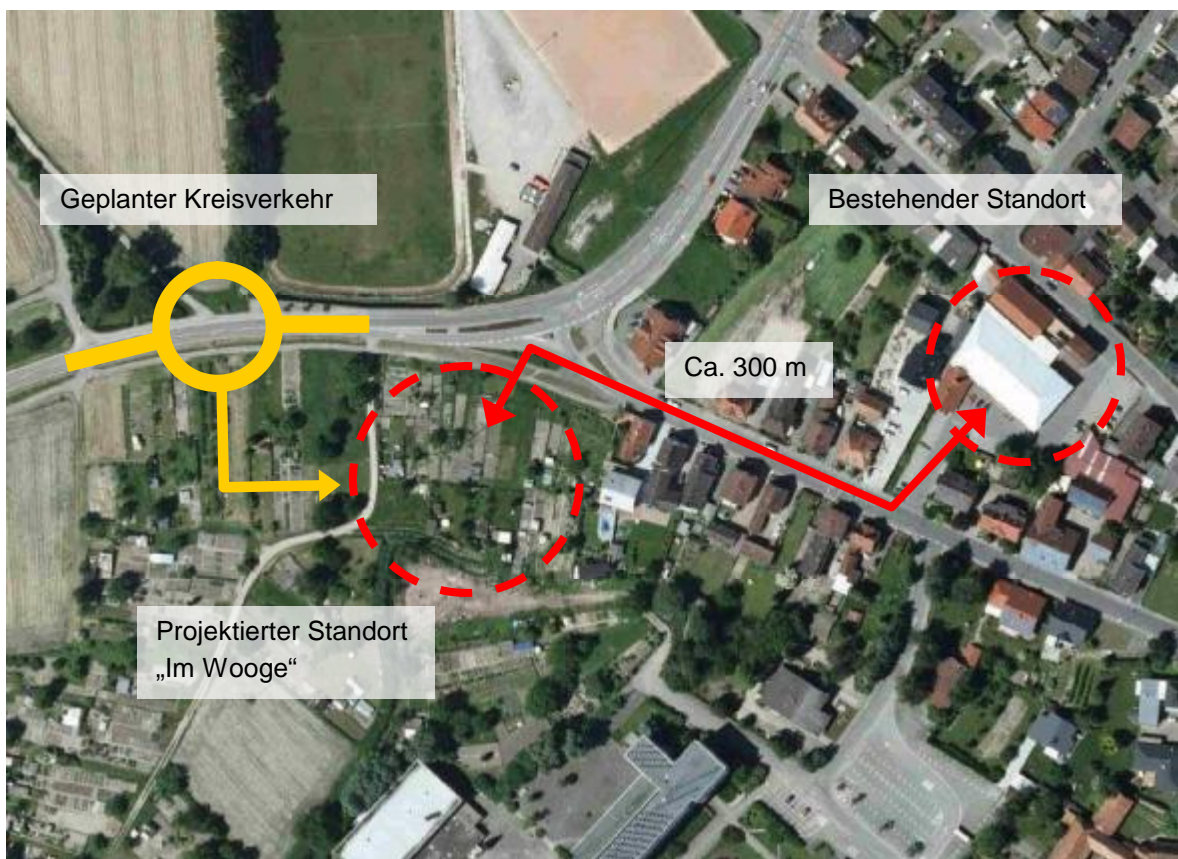 Geplanter Kreisverkehr
Bestehender Standort
Ca. 300 m
Projektierter Standort
„Im Wooge“